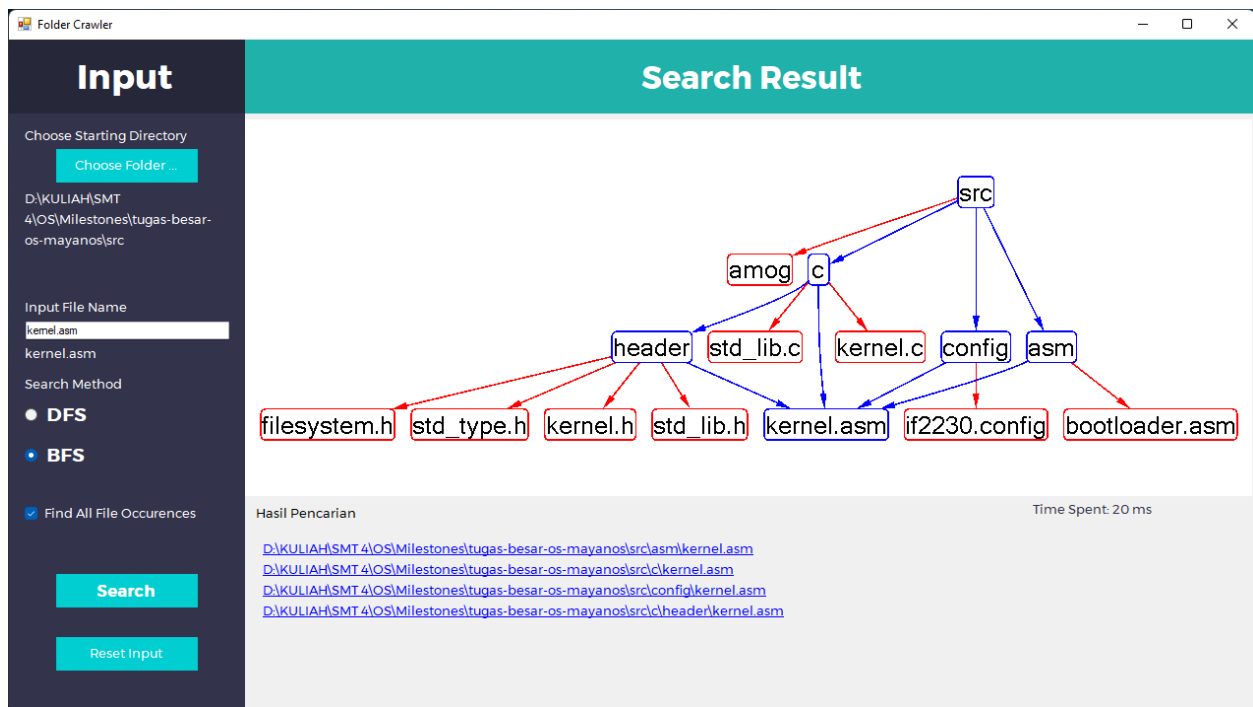 Folder Crawler
Input
Search Result
Choose Starting Directory
Choose Folder ...
D:\KULIAH\SMT
4\OS\Milestones\tugas-besar-
os-mayanos\src
Input File Name
kernel.asm
kernel.asm
Search Method
DFS
BFS
Find All File Occurences
Search
Reset Input
src
amog
c
header
std_lib.c
kernel.c
config
asm
filesystem.h
std_type.h
kernel.h
std_lib.h
kernel.asm
if2230.config
bootloader.asm
Hasil Pencarian
Time Spent: 20 ms
D:\KULIAH\SMT 4\OS\Milestones\tugas-besar-os-mayanos\src\asm\kernel.asm
D:\KULIAH\SMT 4\OS\Milestones\tugas-besar-os-mayanos\src\c\kernel.asm
D:\KULIAH\SMT 4\OS\Milestones\tugas-besar-os-mayanos\src\config\kernel.asm
D:\KULIAH\SMT 4\OS\Milestones\tugas-besar-os-mayanos\src\c\header\kernel.asm